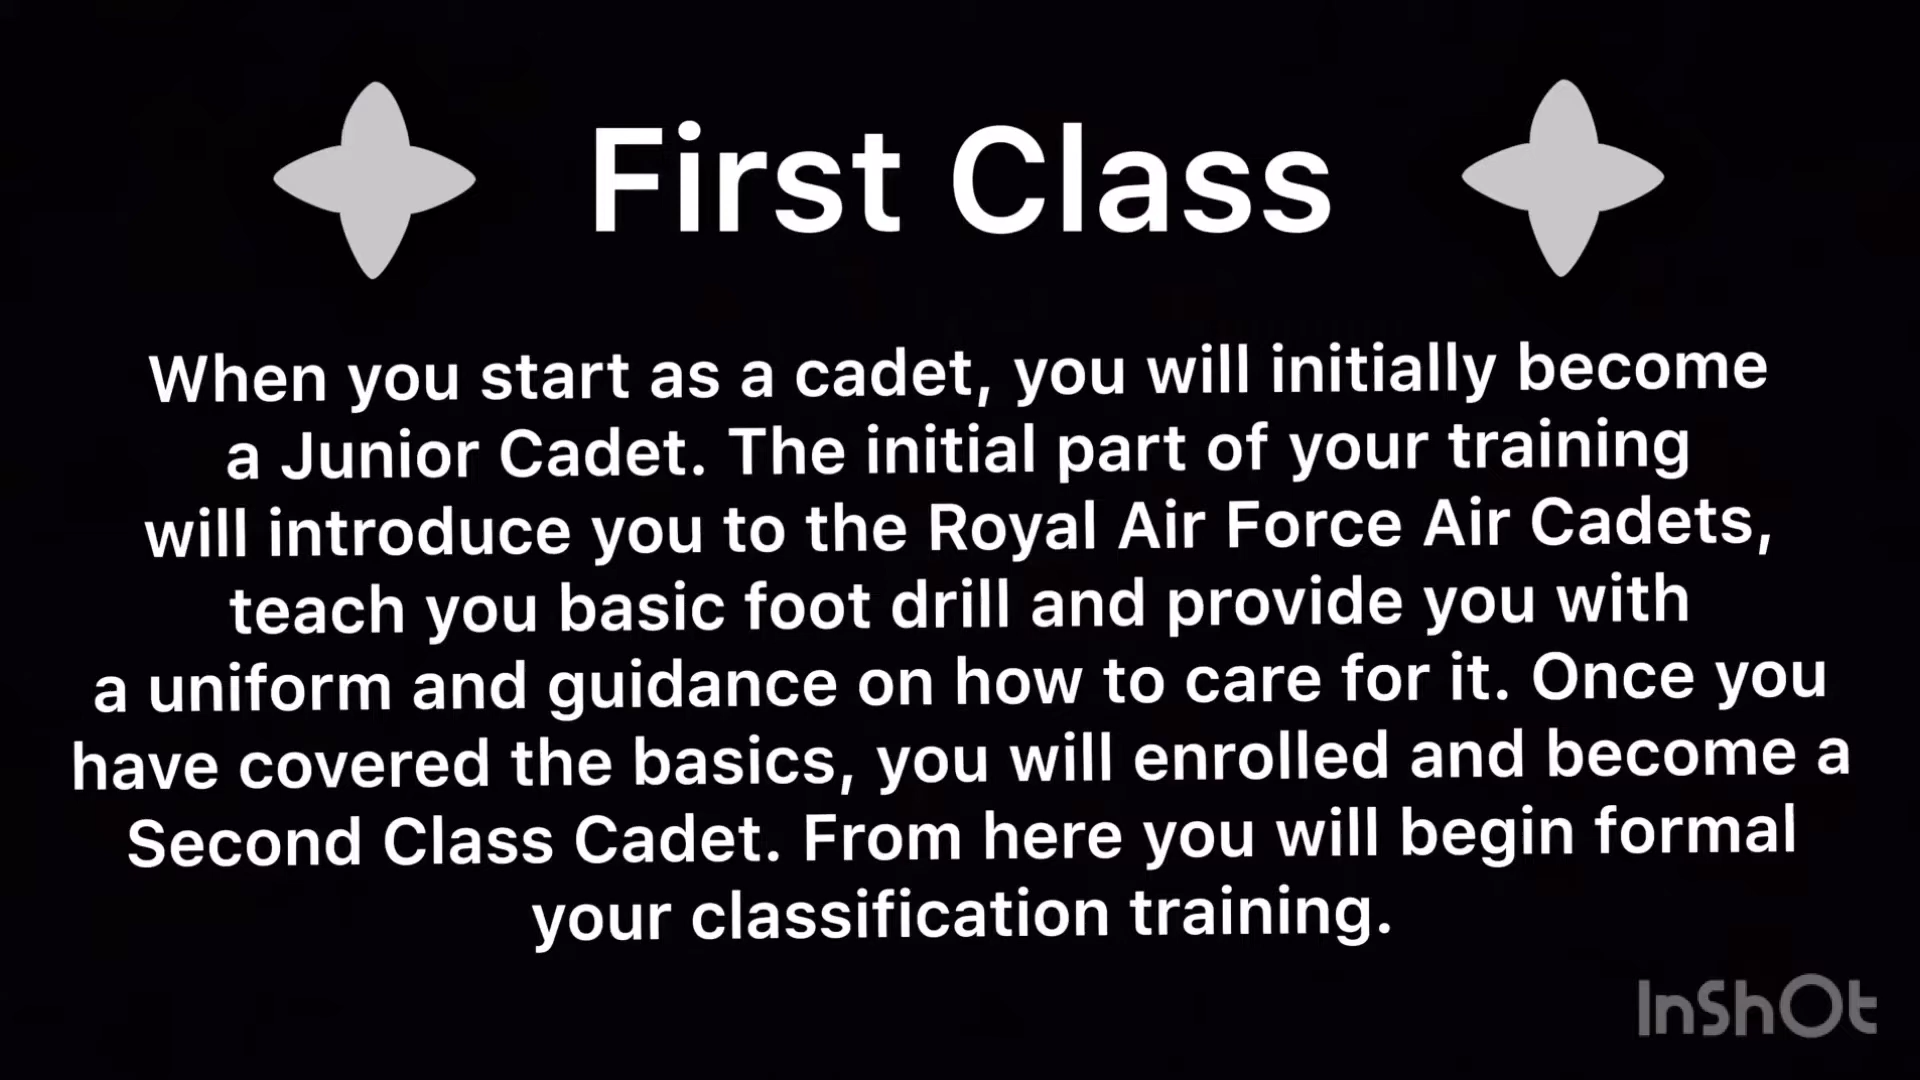 First Class
When you start as a cadet, you will initially become
a Junior Cadet. The initial part of your training
will introduce you to the Royal Air Force Air Cadets,
teach you basic foot drill and provide you with
a uniform and guidance on how to care for it. Once you
have covered the basics, you will enrolled and become a
Second Class Cadet. From here you will begin formal
your classification training.
InShOt